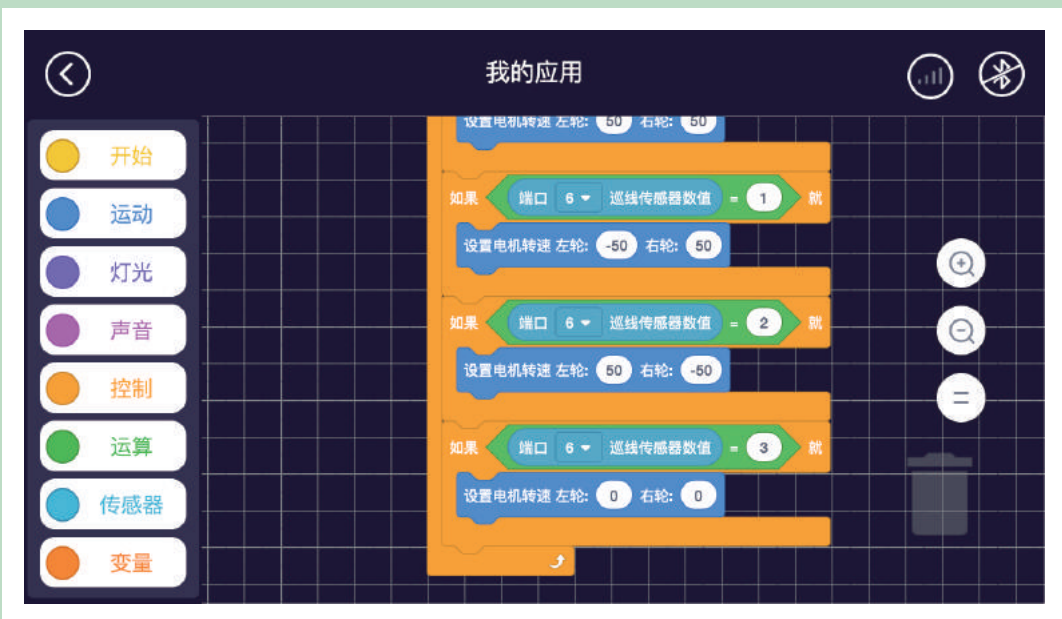 我的应用
开始
运动
灯光
声音
控制
运算
传感器
变量
设置电机转速 左轮: 50 右轮: 50
如果 端口 6 巡线传感器数值 = 1 就
设置电机转速 左轮: -50 右轮: 50
如果 端口 6 巡线传感器数值 = 2 就
设置电机转速 左轮: 50 右轮: -50
如果 端口 6 巡线传感器数值 = 3 就
设置电机转速 左轮: 0 右轮: 0